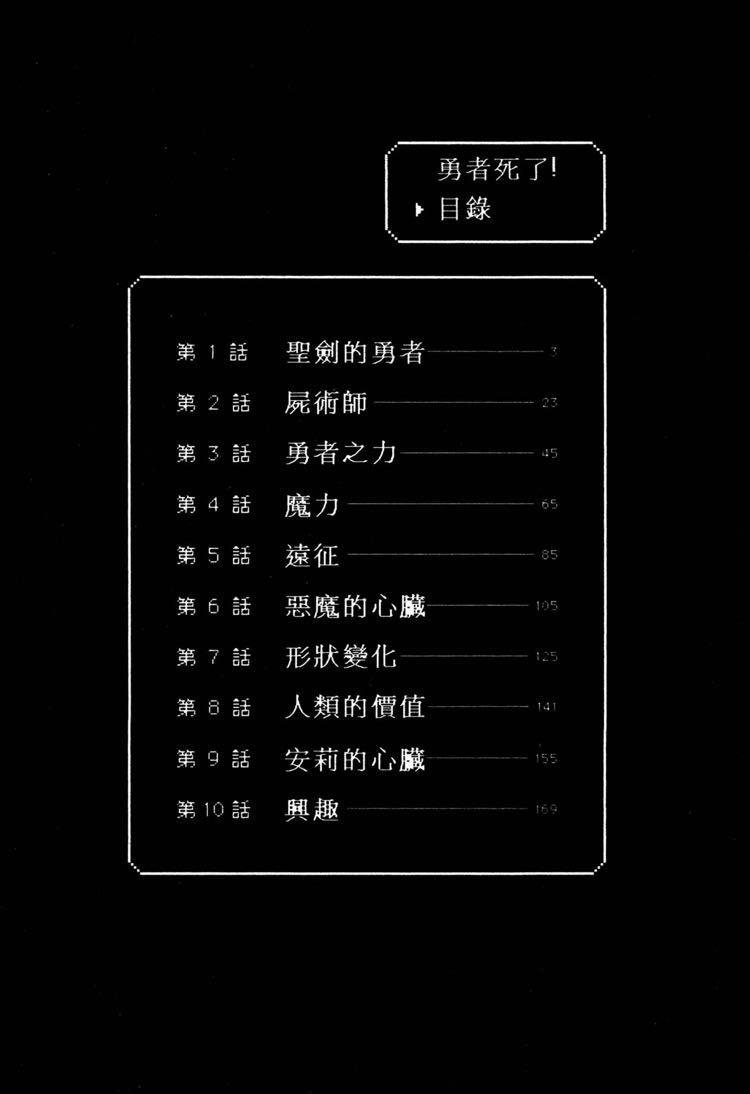 勇者死了!
目錄
第 1 話 聖劍的勇者 3
第 2 話 屍術師 23
第 3 話 勇者之力 45
第 4 話 魔力 65
第 5 話 遠征 85
第 6 話 惡魔的心臟 105
第 7 話 形狀變化 125
第 8 話 人類的價值 141
第 9 話 安莉的心臟 155
第 10 話 興趣 169